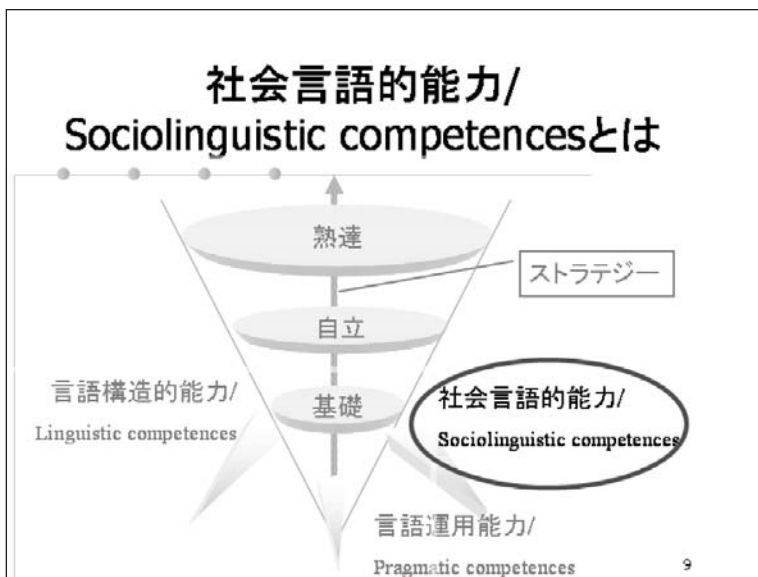 社会言語的能力/
Sociolinguistic competencesとは
熟達
ストラテジー
自立
言語構造的能力/
Linguistic competences
基礎
社会言語的能力/
Sociolinguistic competences
言語運用能力/
Pragmatic competences
9